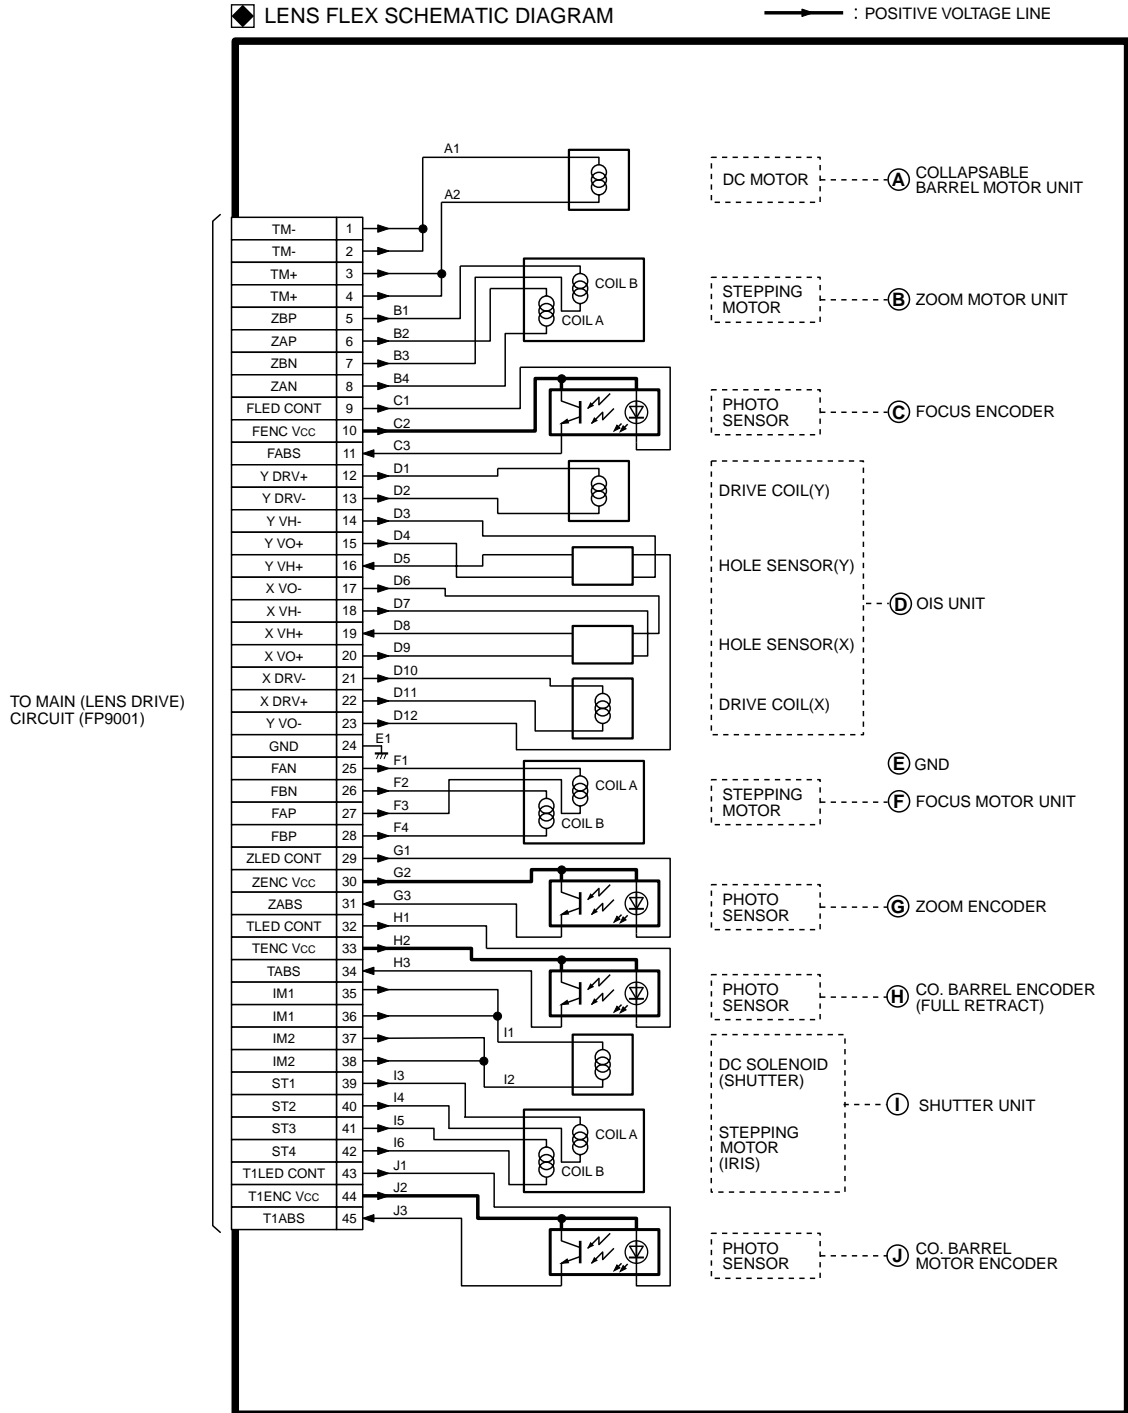 LENS FLEX SCHEMATIC DIAGRAM
: POSITIVE VOLTAGE LINE
A1
A2
DC MOTOR
A COLLAPSABLE
BARREL MOTOR UNIT
TM- 1
TM- 2
TM+ 3
TM+ 4
COIL B
COIL A
STEPPING
MOTOR
B ZOOM MOTOR UNIT
ZBP 5 B1
ZAP 6 B2
ZBN 7 B3
ZAN 8 B4
FLED CONT 9 C1
FENC Vcc 10 C2
FABS 11 C3
PHOTO
SENSOR
C FOCUS ENCODER
Y DRV+ 12 D1
Y DRV- 13 D2
Y VH- 14 D3
Y VO+ 15 D4
Y VH+ 16 D5
X VO- 17 D6
X VH- 18 D7
X VH+ 19 D8
X VO+ 20 D9
X DRV- 21 D10
X DRV+ 22 D11
Y VO- 23 D12
DRIVE COIL(Y)
HOLE SENSOR(Y)
D OIS UNIT
HOLE SENSOR(X)
DRIVE COIL(X)
TO MAIN (LENS DRIVE)
CIRCUIT (FP9001)
GND 24 E1
E GND
FAN 25 F1
FBN 26 F2
FAP 27 F3
FBP 28 F4
COIL A
COIL B
STEPPING
MOTOR
F FOCUS MOTOR UNIT
ZLED CONT 29 G1
ZENC Vcc 30 G2
ZABS 31 G3
PHOTO
SENSOR
G ZOOM ENCODER
TLED CONT 32 H1
TENC Vcc 33 H2
TABS 34 H3
PHOTO
SENSOR
H CO. BARREL ENCODER
(FULL RETRACT)
IM1 35
IM1 36
I1
IM2 37
IM2 38
I2
DC SOLENOID
(SHUTTER)
ST1 39 I3
ST2 40 I4
ST3 41 I5
ST4 42 I6
COIL A
COIL B
STEPPING
MOTOR
(IRIS)
I SHUTTER UNIT
T1LED CONT 43 J1
T1ENC Vcc 44 J2
T1ABS 45 J3
PHOTO
SENSOR
J CO. BARREL
MOTOR ENCODER